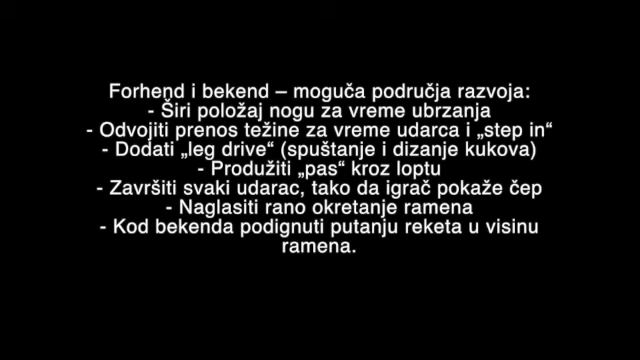 Forhend i bekend – moguča područja razvoja:
- Širi položaj nogu za vreme ubrzanja
- Odvojiti prenos težine za vreme udarca i „step in“
- Dodati „leg drive“ (spuštanje i dizanje kukova)
- Produžiti „pas“ kroz loptu
- Završiti svaki udarac, tako da igrač pokaže čep
- Naglasiti rano okretanje ramena
- Kod bekenda podignuti putanju reketa u visinu
ramena.